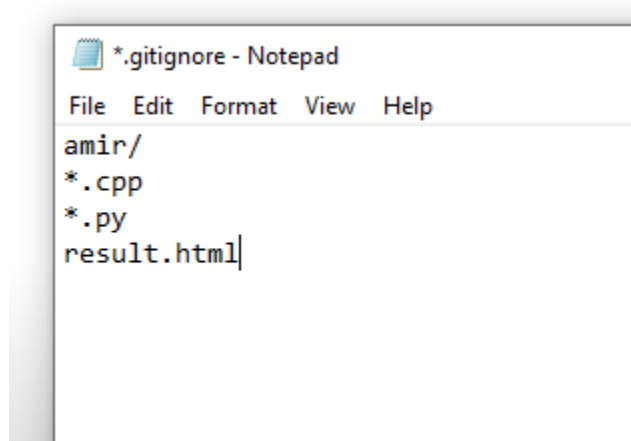 *.gitignore - Notepad
File Edit Format View Help
amir/
*.cpp
*.py
result.html